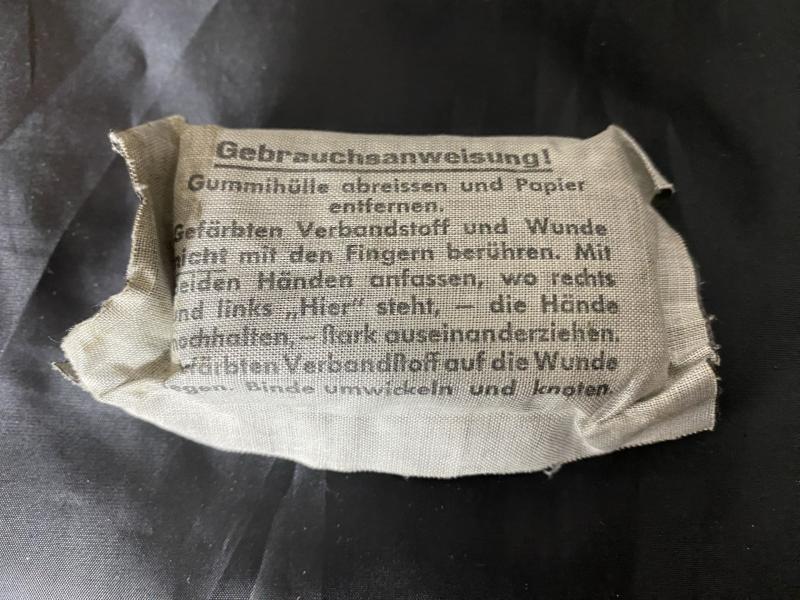 Gebrauchsanweisung!
Gummihülle abreissen und Papier
entfernen.
Gefärbten Verbandstoff und Wunde
nicht mit den Fingern berühren. Mit
beiden Händen anfassen, wo rechts
und links „Hier" steht, – die Hände
hochhalten, – stark auseinanderziehen.
Gefärbten Verbandstoff auf die Wunde
legen. Binde umwickeln und knoten.